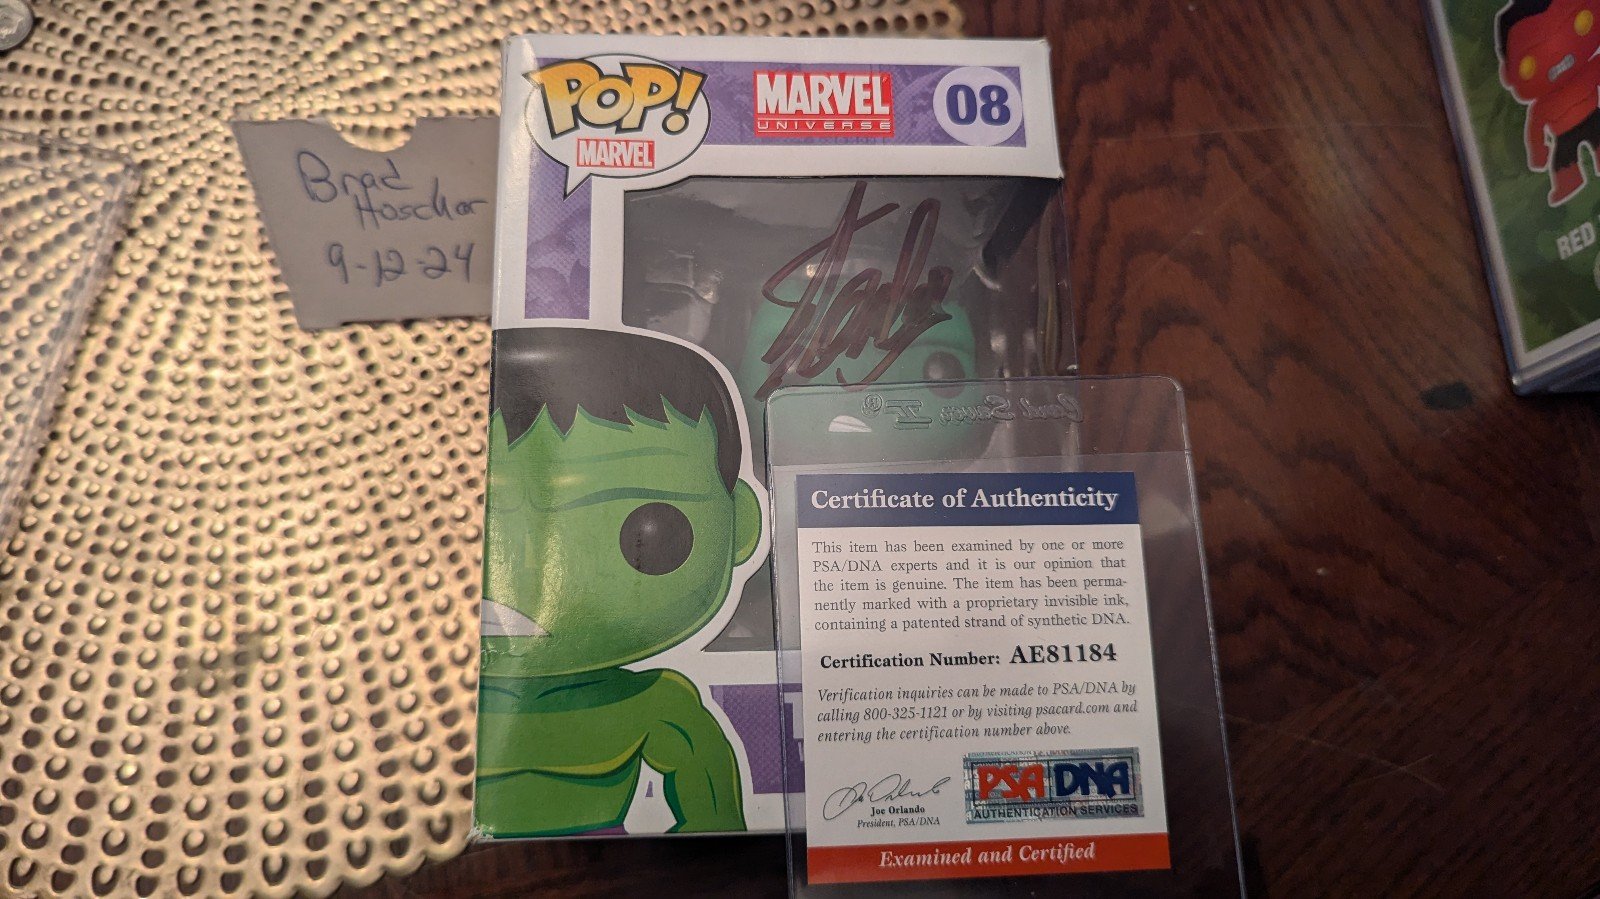 POP!
MARVEL
MARVEL
UNIVERSE
08
Brad
Hoscher
9-12-24
Stan Lee
RED
Card Saver
Certificate of Authenticity
This item has been examined by one or more
PSA/DNA experts and it is our opinion that
the item is genuine. The item has been perma-
nently marked with a proprietary invisible ink,
containing a patented strand of synthetic DNA.
Certification Number: AE81184
Verification inquiries can be made to PSA/DNA by
calling 800-325-1121 or by visiting psacard.com and
entering the certification number above.
Joe Orlando
President, PSA/DNA
PSA DNA
AUTHENTICATION SERVICES
Examined and Certified